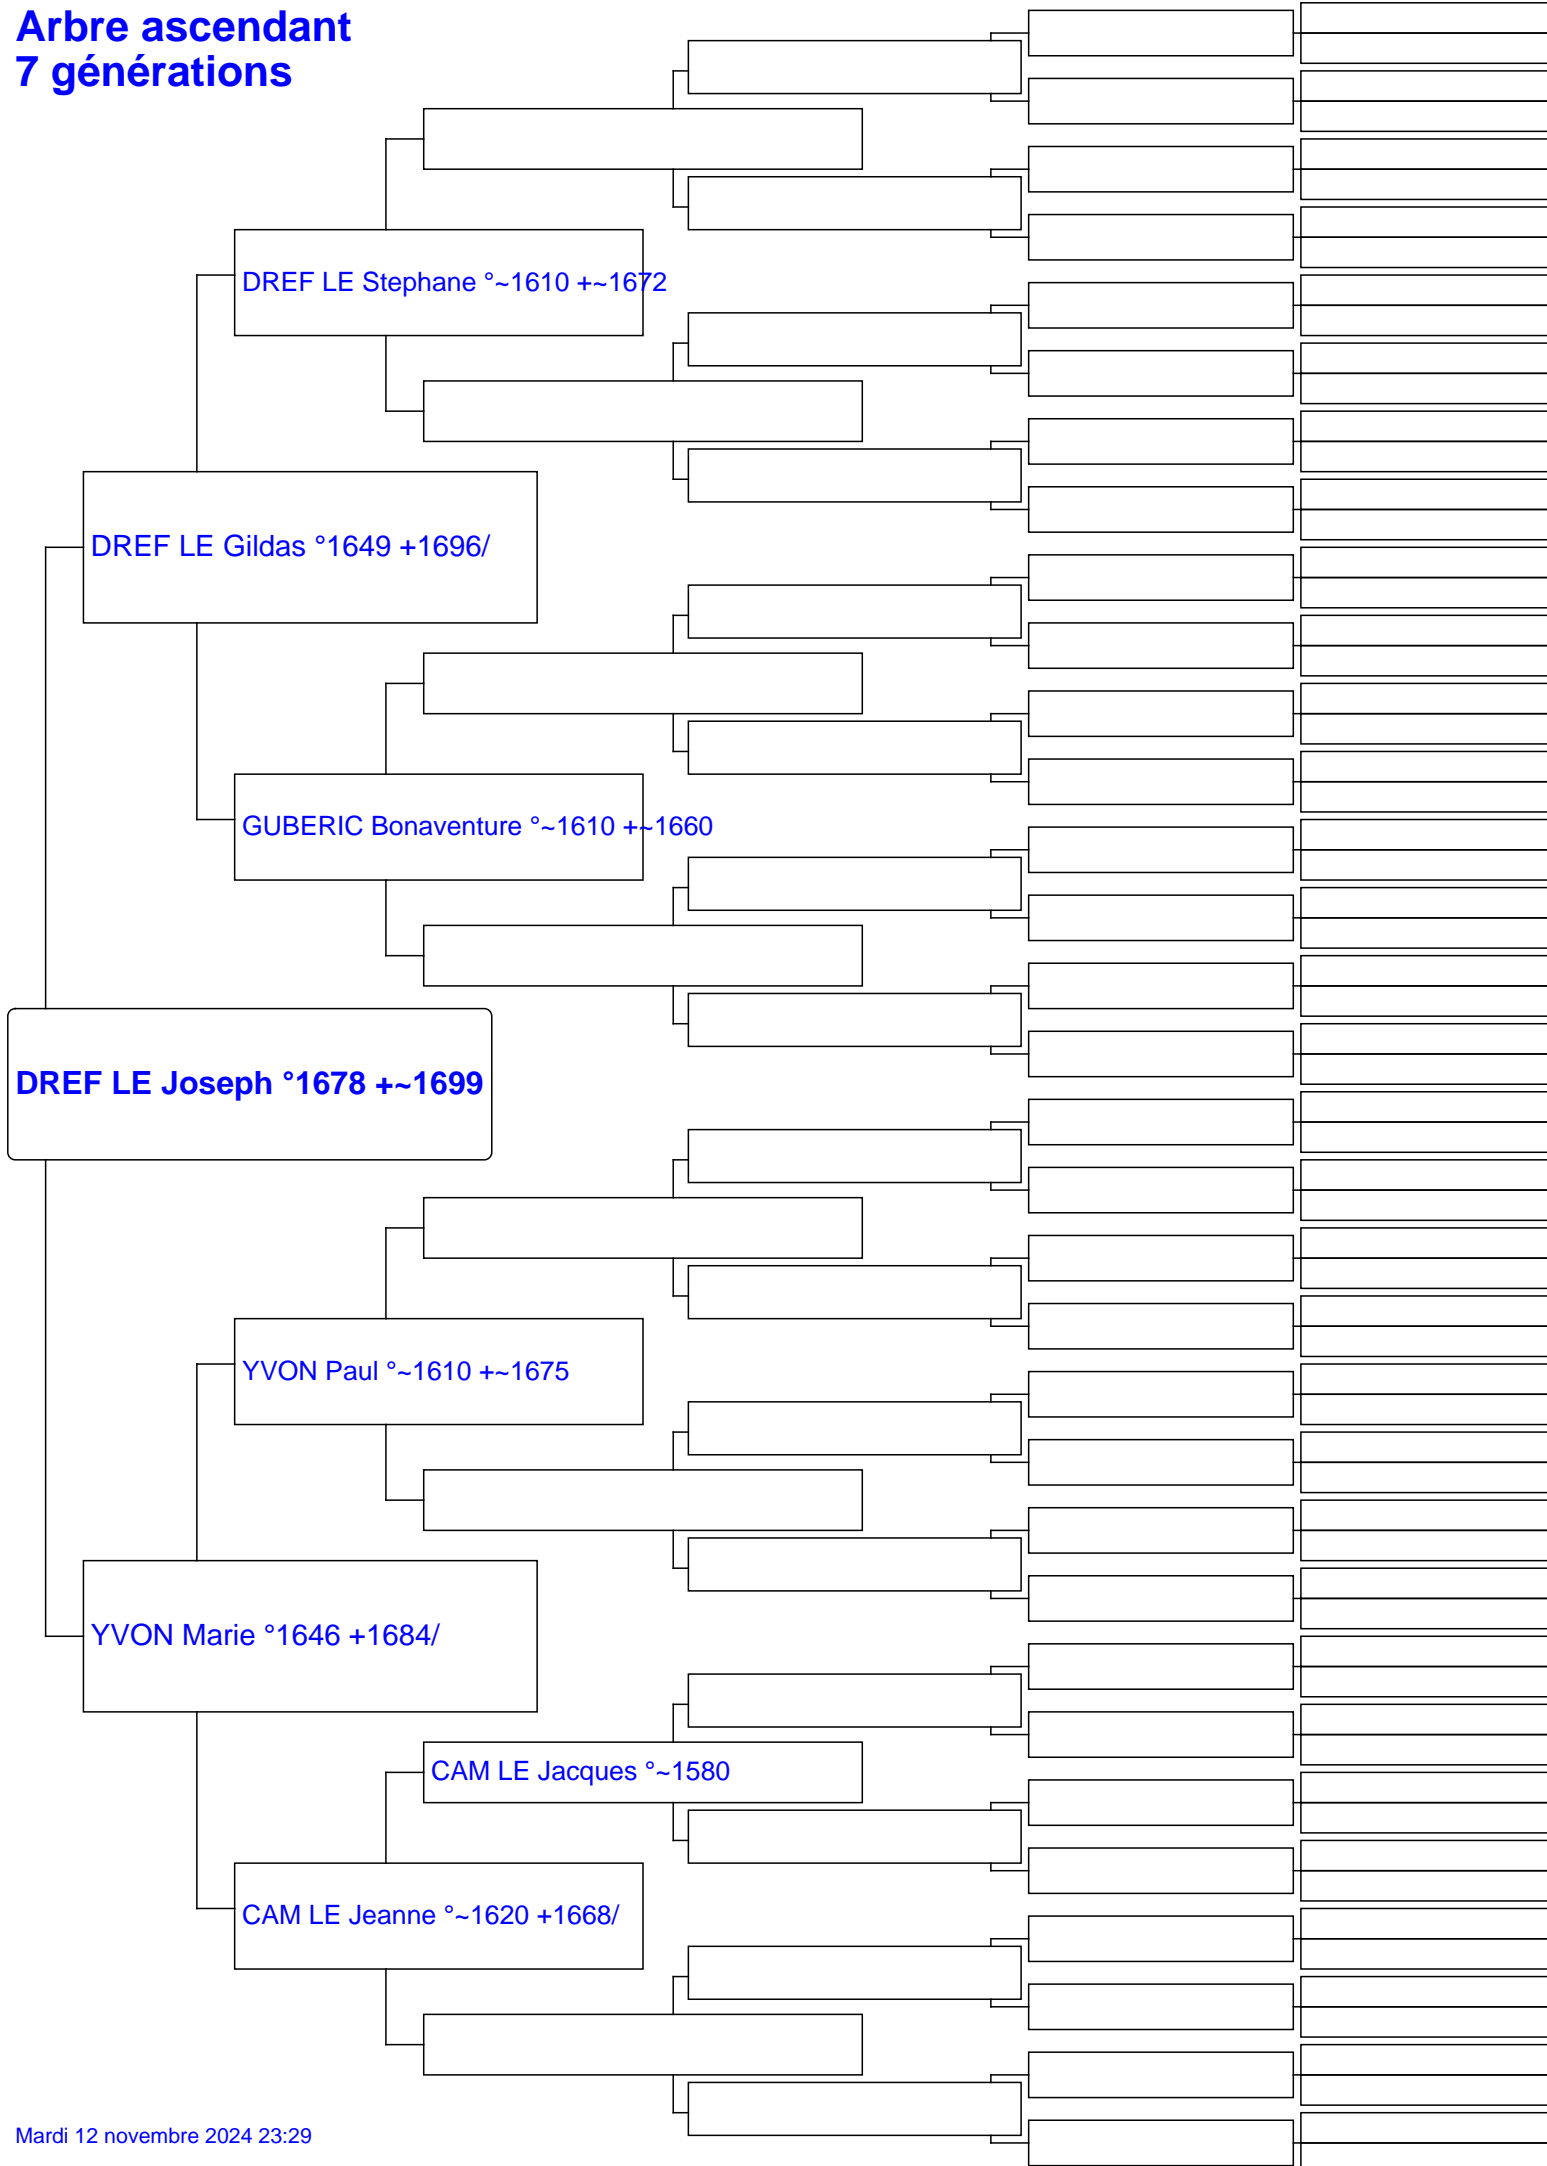 Arbre ascendant
7 générations
DREF LE Stephane °~1610 +~1672
DREF LE Gildas °1649 +1696/
GUBERIC Bonaventure °~1610 +~1660
DREF LE Joseph °1678 +~1699
YVON Paul °~1610 +~1675
YVON Marie °1646 +1684/
CAM LE Jacques °~1580
CAM LE Jeanne °~1620 +1668/
Mardi 12 novembre 2024 23:29